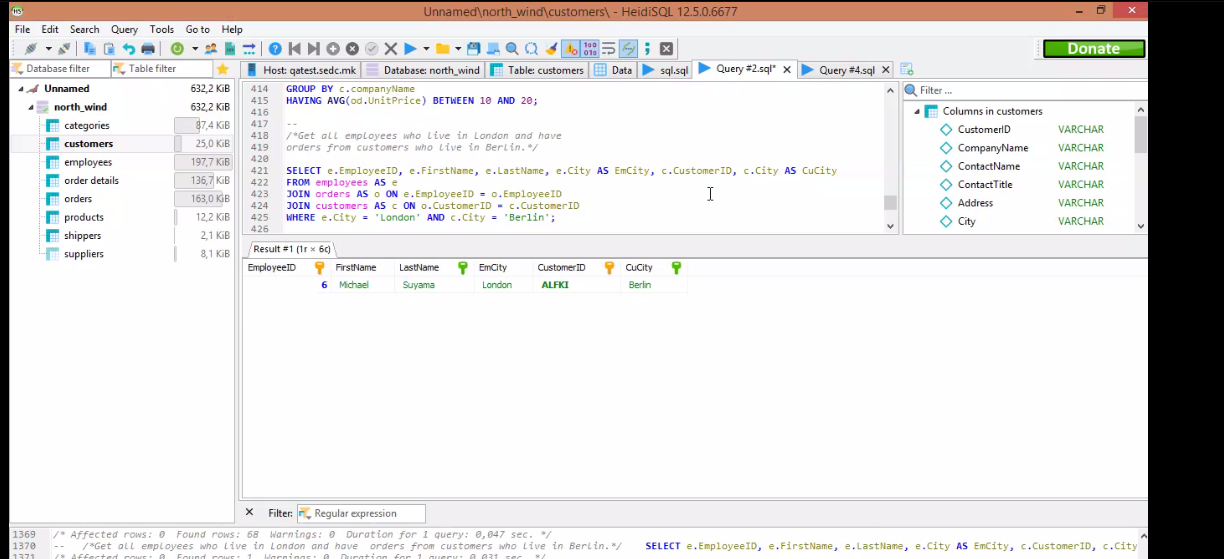 Unnamed\north_wind\customers\ - HeidiSQL 12.5.0.6677
File Edit Search Query Tools Go to Help
Donate
Database filter Table filter
Host: qatest.sedc.mk Database: north_wind Table: customers Data sql.sql Query #2.sql* Query #4.sql
Unnamed 632,2 KiB
north_wind 632,2 KiB
categories 87,4 KiB
customers 25,0 KiB
employees 197,7 KiB
order details 136,7 KiB
orders 163,0 KiB
products 12,2 KiB
shippers 2,1 KiB
suppliers 8,1 KiB
414 GROUP BY c.companyName
415 HAVING AVG(od.UnitPrice) BETWEEN 10 AND 20;
416
417 --
418 /*Get all employees who live in London and have
419 orders from customers who live in Berlin.*/
420
421 SELECT e.EmployeeID, e.FirstName, e.LastName, e.City AS EmCity, c.CustomerID, c.City AS CuCity
422 FROM employees AS e
423 JOIN orders AS o ON e.EmployeeID = o.EmployeeID
424 JOIN customers AS c ON o.CustomerID = c.CustomerID
425 WHERE e.City = 'London' AND c.City = 'Berlin';
426
Filter ...
Columns in customers
CustomerID VARCHAR
CompanyName VARCHAR
ContactName VARCHAR
ContactTitle VARCHAR
Address VARCHAR
City VARCHAR
Result #1 (1r × 6c)
EmployeeID FirstName LastName EmCity CustomerID CuCity
6 Michael Suyama London ALFKI Berlin
Filter: Regular expression
1369 /* Affected rows: 0 Found rows: 68 Warnings: 0 Duration for 1 query: 0,047 sec. */
1370 -- /*Get all employees who live in London and have orders from customers who live in Berlin.*/ SELECT e.EmployeeID, e.FirstName, e.LastName, e.City AS EmCity, c.CustomerID, c.City
1371 /* Affected rows: 0 Found rows: 1 Warnings: 0 Duration for 1 query: 0,031 sec. */